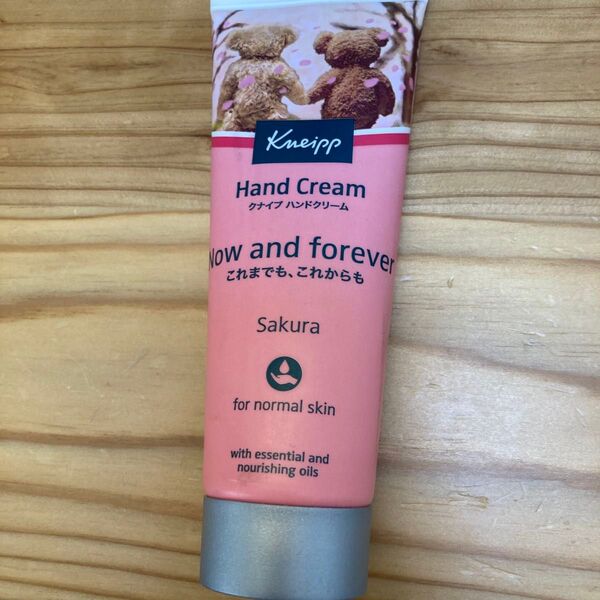 Kneipp
Hand Cream
クナイプ ハンドクリーム
Now and forever
これまでも、これからも
Sakura
for normal skin
with essential and
nourishing oils